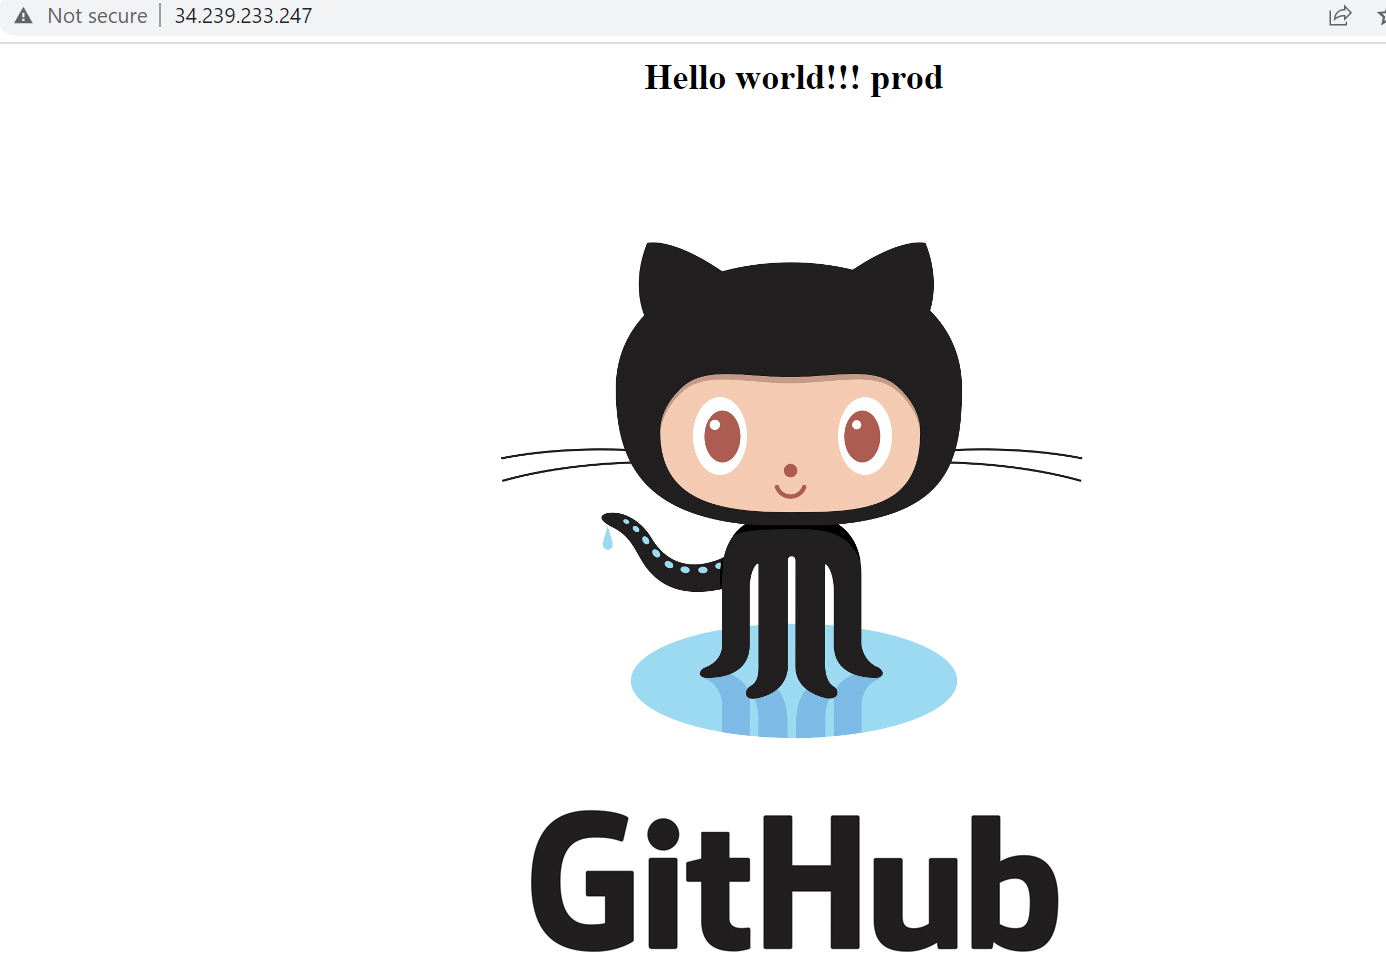 Not secure | 34.239.233.247
Hello world!!! prod
GitHub